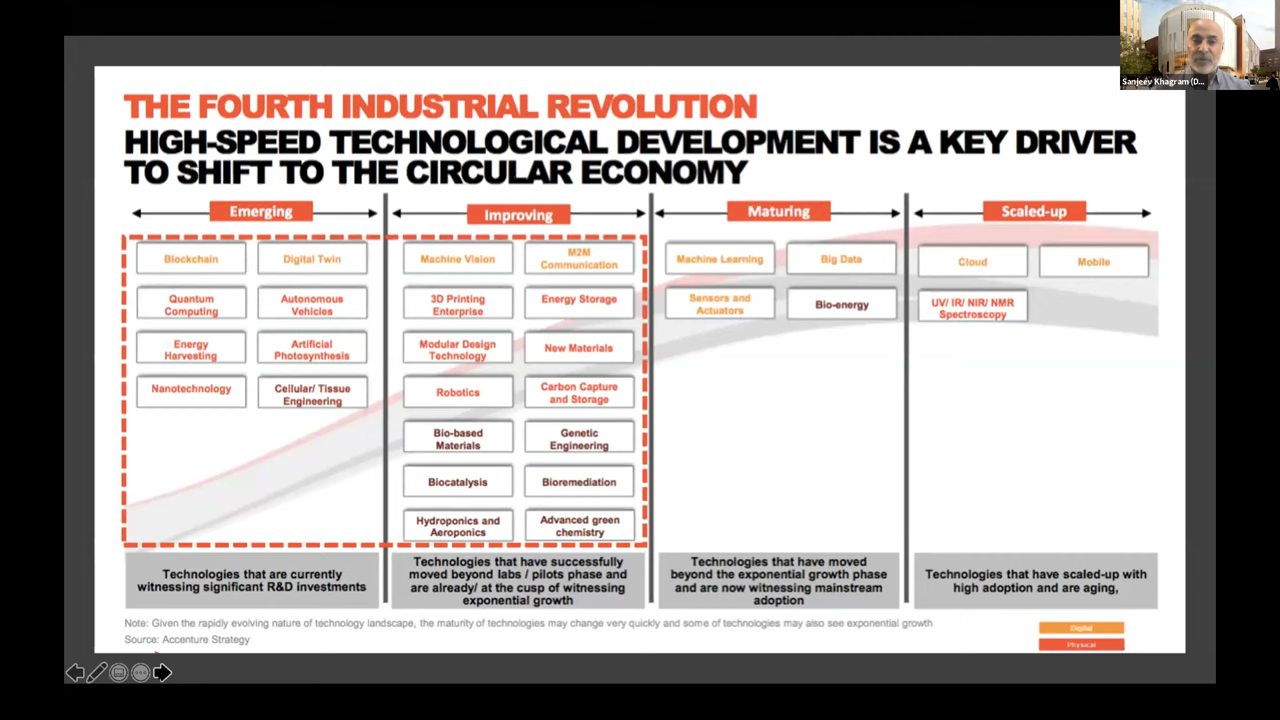 Sanjeev Khagram (D...
THE FOURTH INDUSTRIAL REVOLUTION
HIGH-SPEED TECHNOLOGICAL DEVELOPMENT IS A KEY DRIVER
TO SHIFT TO THE CIRCULAR ECONOMY
Emerging
Improving
Maturing
Scaled-up
Blockchain
Digital Twin
Quantum
Computing
Autonomous
Vehicles
Energy
Harvesting
Artificial
Photosynthesis
Nanotechnology
Cellular/ Tissue
Engineering
Machine Vision
M2M
Communication
3D Printing
Enterprise
Energy Storage
Modular Design
Technology
New Materials
Robotics
Carbon Capture
and Storage
Bio-based
Materials
Genetic
Engineering
Biocatalysis
Bioremediation
Hydroponics and
Aeroponics
Advanced green
chemistry
Machine Learning
Big Data
Sensors and
Actuators
Bio-energy
Cloud
Mobile
UV/ IR/ NIR/ NMR
Spectroscopy
Technologies that are currently
witnessing significant R&D investments
Technologies that have successfully
moved beyond labs / pilots phase and
are already/ at the cusp of witnessing
exponential growth
Technologies that have moved
beyond the exponential growth phase
and are now witnessing mainstream
adoption
Technologies that have scaled-up with
high adoption and are aging,
Note: Given the rapidly evolving nature of technology landscape, the maturity of technologies may change very quickly and some of technologies may also see exponential growth
Source: Accenture Strategy
Digital
Physical